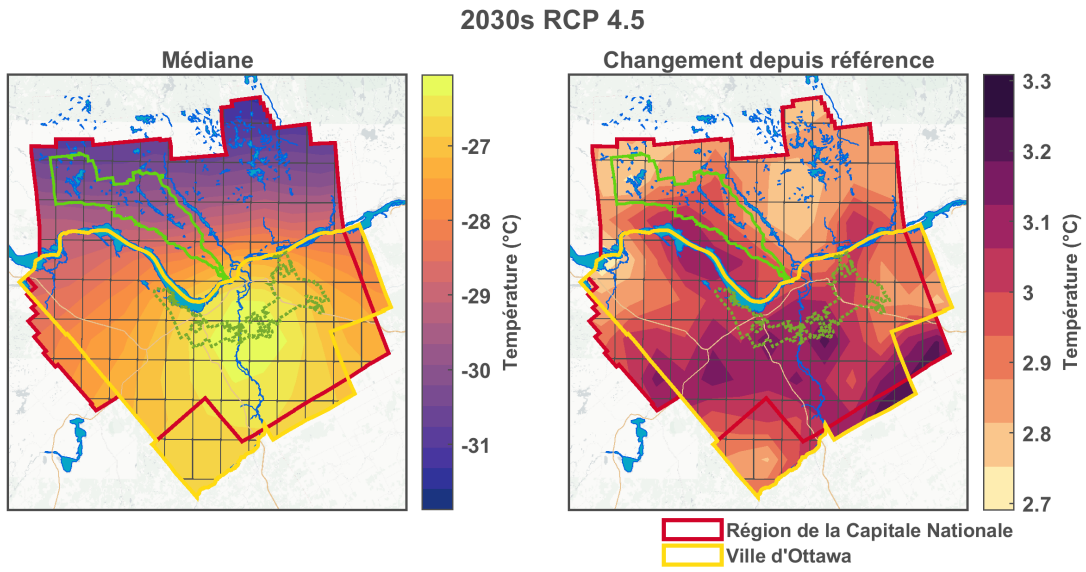 2030s RCP 4.5
Médiane
Changement depuis référence
-27
-28
-29
-30
-31
Température (°C)
3.3
3.2
3.1
3
2.9
2.8
2.7
Température (°C)
Région de la Capitale Nationale
Ville d'Ottawa